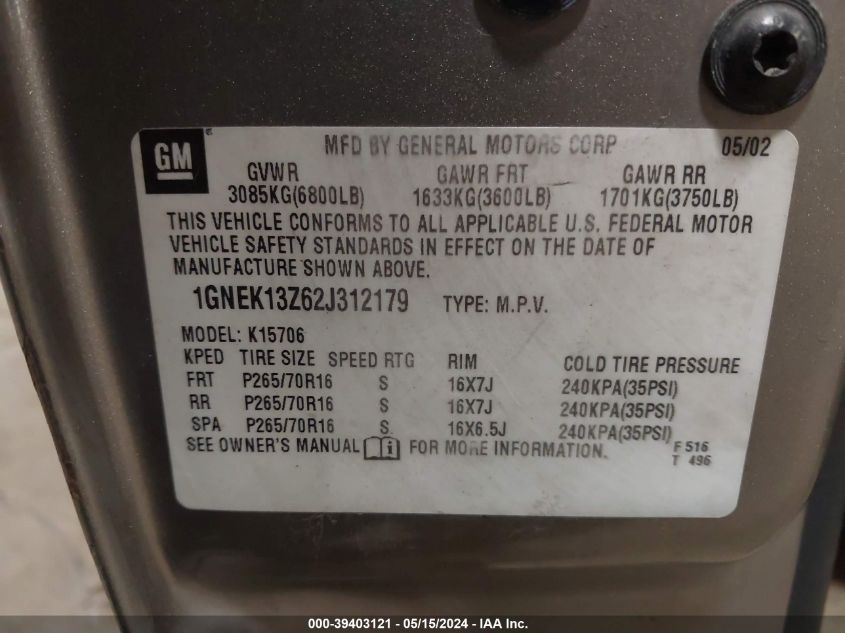 GM ® MFD BY GENERAL MOTORS CORP 05/02
GVWR GAWR FRT GAWR RR
3085KG(6800LB) 1633KG(3600LB) 1701KG(3750LB)
THIS VEHICLE CONFORMS TO ALL APPLICABLE U.S. FEDERAL MOTOR
VEHICLE SAFETY STANDARDS IN EFFECT ON THE DATE OF
MANUFACTURE SHOWN ABOVE.
1GNEK13Z62J312179 TYPE: M.P.V.
MODEL: K15706
KPED TIRE SIZE SPEED RTG RIM COLD TIRE PRESSURE
FRT P265/70R16 S 16X7J 240KPA(35PSI)
RR P265/70R16 S 16X7J 240KPA(35PSI)
SPA P265/70R16 S 16X6.5J 240KPA(35PSI)
SEE OWNER'S MANUAL i FOR MORE INFORMATION. F 516
T 496
000-39403121 - 05/15/2024 - IAA Inc.